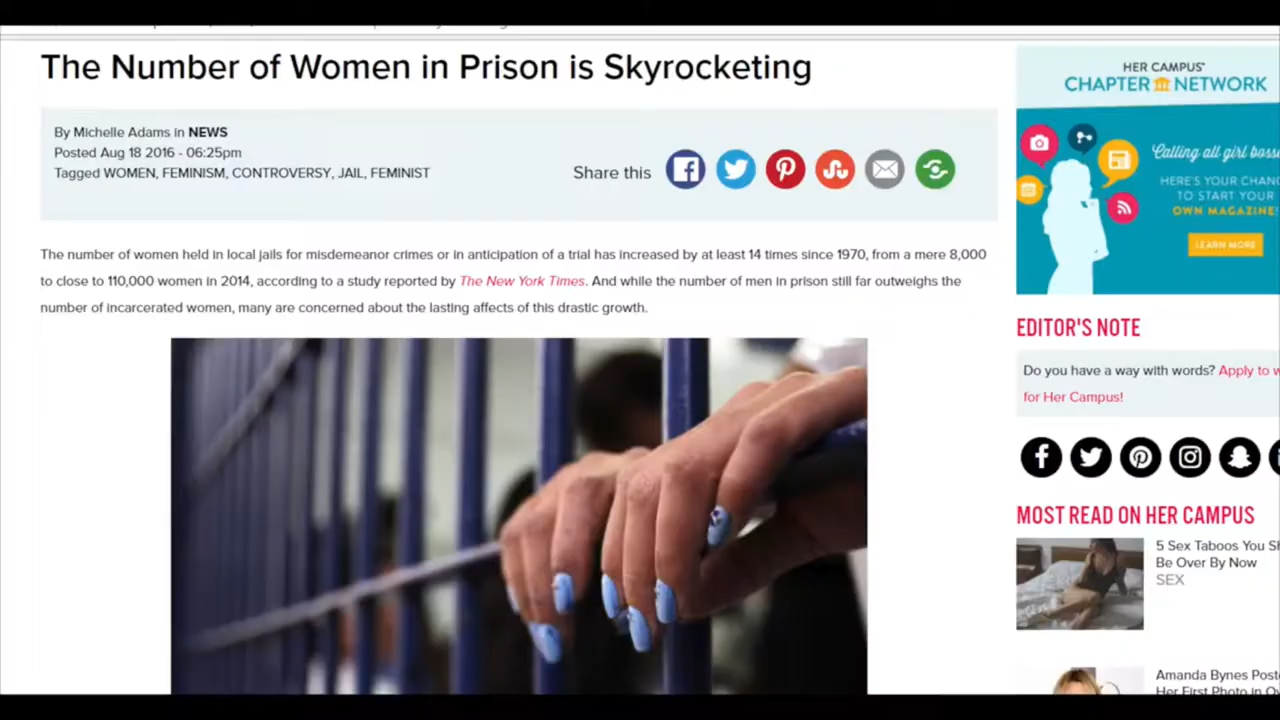 The Number of Women in Prison is Skyrocketing
By Michelle Adams in NEWS
Posted Aug 18 2016 - 06:25pm
Tagged WOMEN, FEMINISM, CONTROVERSY, JAIL, FEMINIST
Share this
The number of women held in local jails for misdemeanor crimes or in anticipation of a trial has increased by at least 14 times since 1970, from a mere 8,000
to close to 110,000 women in 2014, according to a study reported by The New York Times. And while the number of men in prison still far outweighs the
number of incarcerated women, many are concerned about the lasting affects of this drastic growth.
HER CAMPUS
CHAPTER NETWORK
Calling all girl
HERE'S YOUR
TO START YOUR
OWN MAGAZINE
LEARN MORE
EDITOR'S NOTE
Do you have a way with words? Apply to
for Her Campus!
MOST READ ON HER CAMPUS
5 Sex Taboos You
Be Over By Now
SEX
Amanda Bynes
Her First Photo in